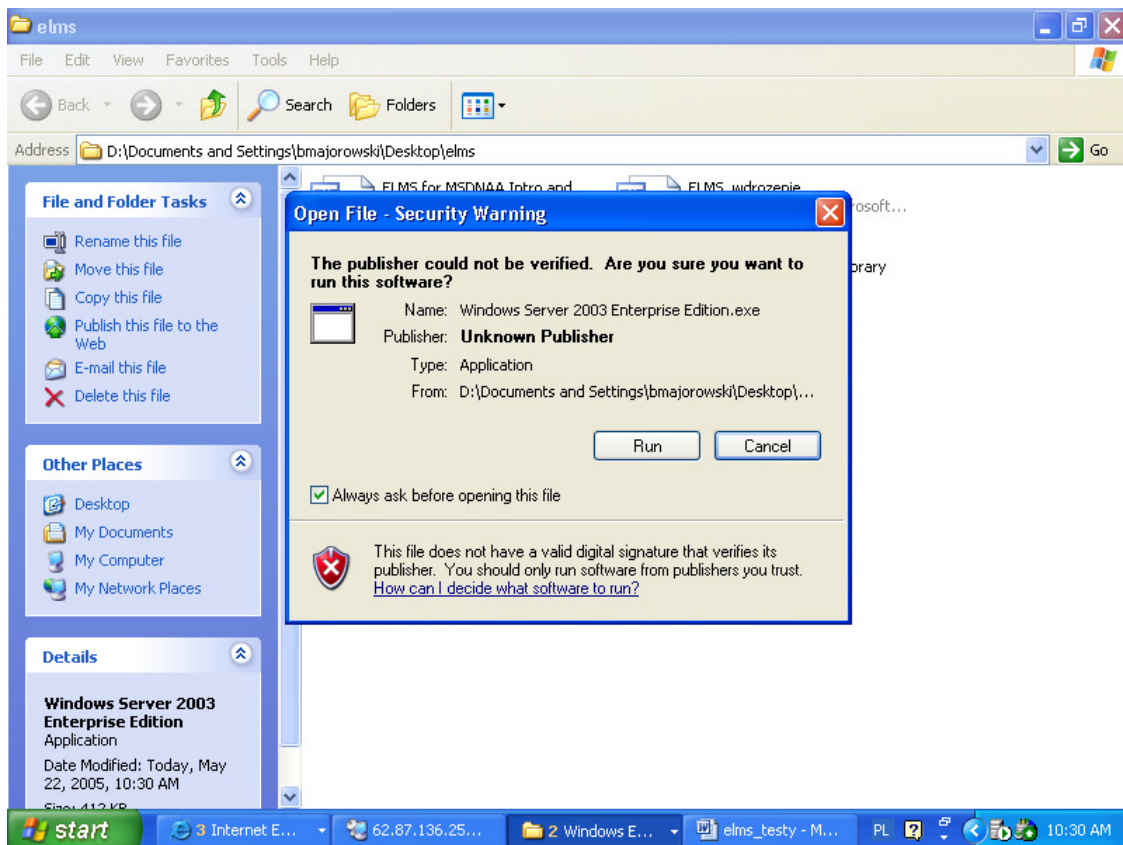 elms
File Edit View Favorites Tools Help
Back Search Folders
Address D:\Documents and Settings\bmajorowski\Desktop\elms Go
File and Folder Tasks
Rename this file
Move this file
Copy this file
Publish this file to the
Web
E-mail this file
Delete this file
Other Places
Desktop
My Documents
My Computer
My Network Places
Details
Windows Server 2003
Enterprise Edition
Application
Date Modified: Today, May
22, 2005, 10:30 AM
Size: 412 KB
ELMS for MSDNAA Intro and
ELMS_wdrozenie
rosoft...
orary
Open File - Security Warning
The publisher could not be verified. Are you sure you want to
run this software?
Name: Windows Server 2003 Enterprise Edition.exe
Publisher: Unknown Publisher
Type: Application
From: D:\Documents and Settings\bmajorowski\Desktop\...
Run Cancel
Always ask before opening this file
This file does not have a valid digital signature that verifies its
publisher. You should only run software from publishers you trust.
How can I decide what software to run?
start 3 Internet E... 62.87.136.25... 2 Windows E... elms_testy - M... PL 10:30 AM